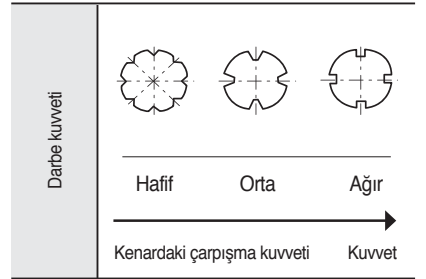 Darbe kuvveti
Hafif Orta Ağır
Kenardaki çarpışma kuvveti Kuvvet